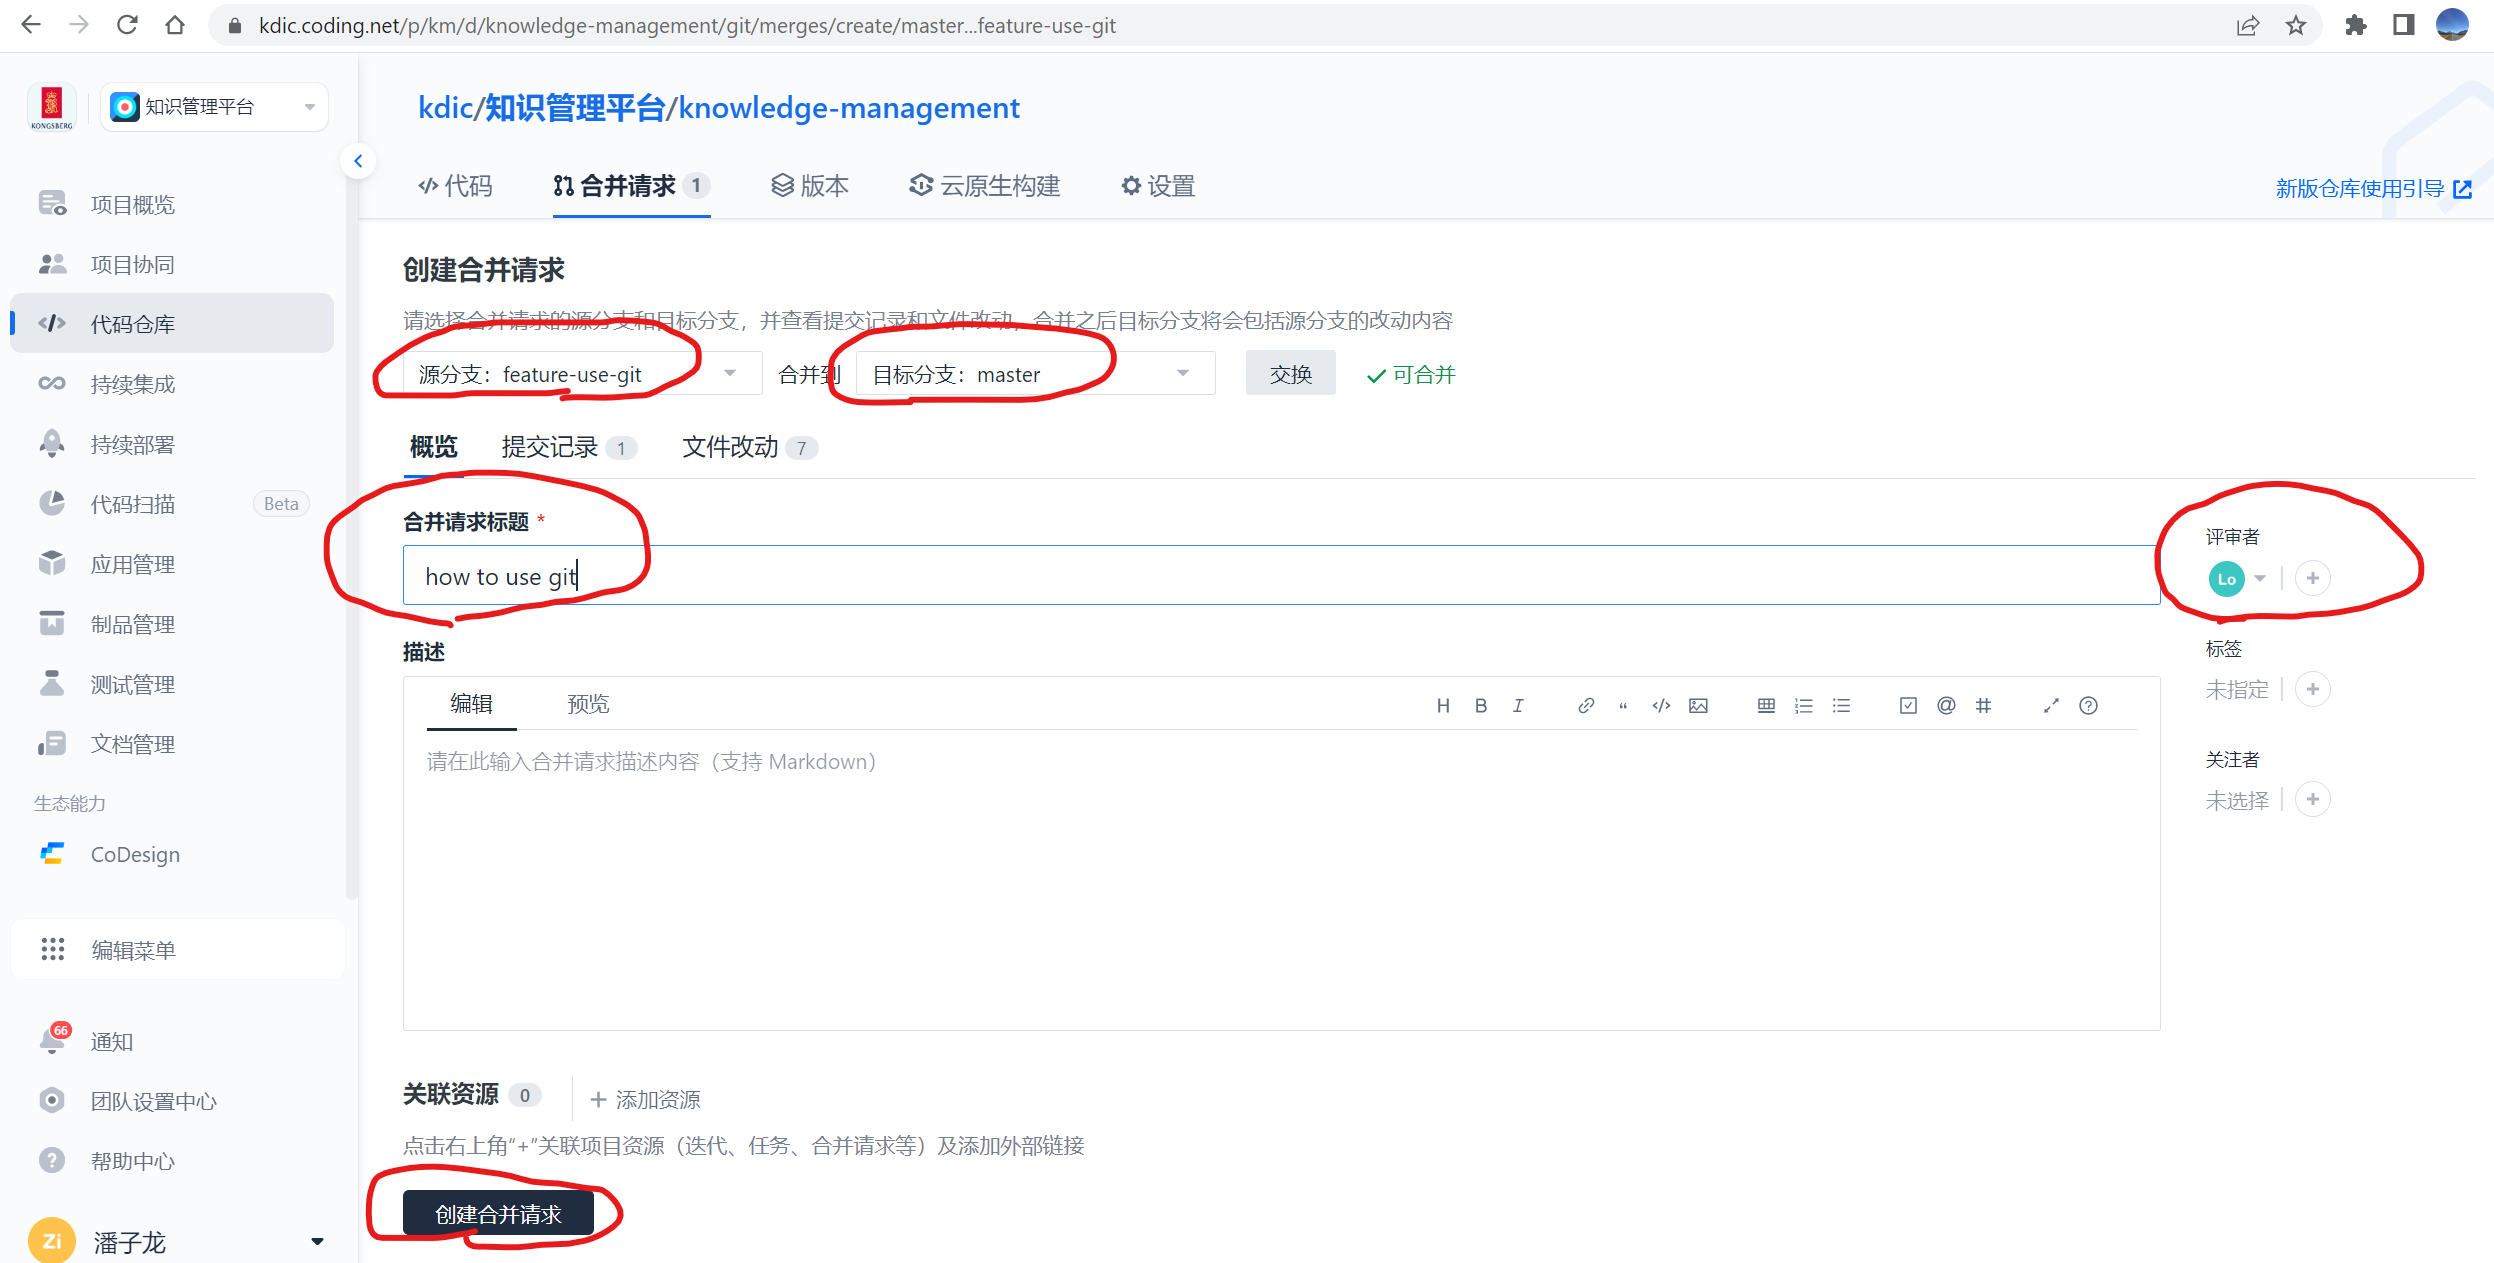 kdic.coding.net/p/km/d/knowledge-management/git/merges/create/master...feature-use-git
KONGSBERG
知识管理平台
kdic/知识管理平台/knowledge-management
代码
合并请求 1
版本
云原生构建
设置
新版仓库使用引导
项目概览
项目协同
代码仓库
持续集成
持续部署
代码扫描 Beta
应用管理
制品管理
测试管理
文档管理
生态能力
CoDesign
编辑菜单
66
通知
团队设置中心
帮助中心
Zi 潘子龙
创建合并请求
请选择合并请求的源分支和目标分支，并查看提交记录和文件改动，合并之后目标分支将会包括源分支的改动内容
源分支：feature-use-git 合并到 目标分支：master 交换 可合并
概览 提交记录 1 文件改动 7
合并请求标题 *
how to use git
描述
编辑 预览 H B I “ </> @ # ?
请在此输入合并请求描述内容（支持 Markdown）
评审者
Lo
标签
未指定
关注者
未选择
关联资源 0 + 添加资源
点击右上角“+”关联项目资源（迭代、任务、合并请求等）及添加外部链接
创建合并请求